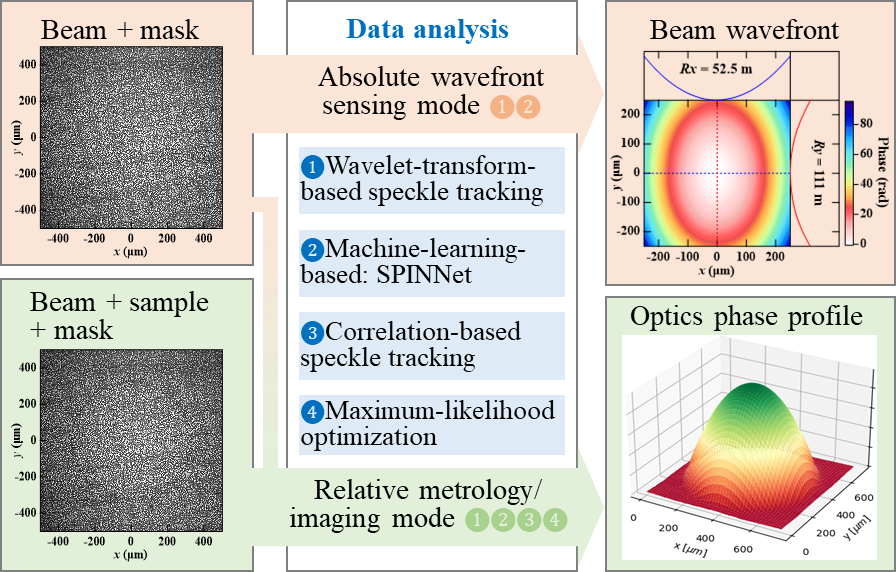 Beam + mask
400
200
0
-200
-400
y (μm)
-400 -200 0 200 400
x (μm)
Beam + sample
+ mask
400
200
0
-200
-400
y (μm)
-400 -200 0 200 400
x (μm)
Data analysis
Absolute wavefront
sensing mode 1 2
1 Wavelet-transform-
based speckle tracking
2 Machine-learning-
based: SPINNet
3 Correlation-based
speckle tracking
4 Maximum-likelihood
optimization
Relative metrology/
imaging mode 1 2 3 4
Beam wavefront
Rx = 52.5 m
200
100
0
-100
-200
y (μm)
-200 -100 0 100 200
x (μm)
Ry = 111 m
80
60
40
20
0
Phase (rad)
Optics phase profile
0
200
400
600
x [μm]
0
200
400
600
y [μm]